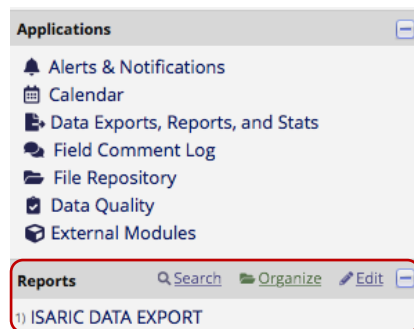 Applications
Alerts & Notifications
Calendar
Data Exports, Reports, and Stats
Field Comment Log
File Repository
Data Quality
External Modules
Reports Search Organize Edit
1) ISARIC DATA EXPORT